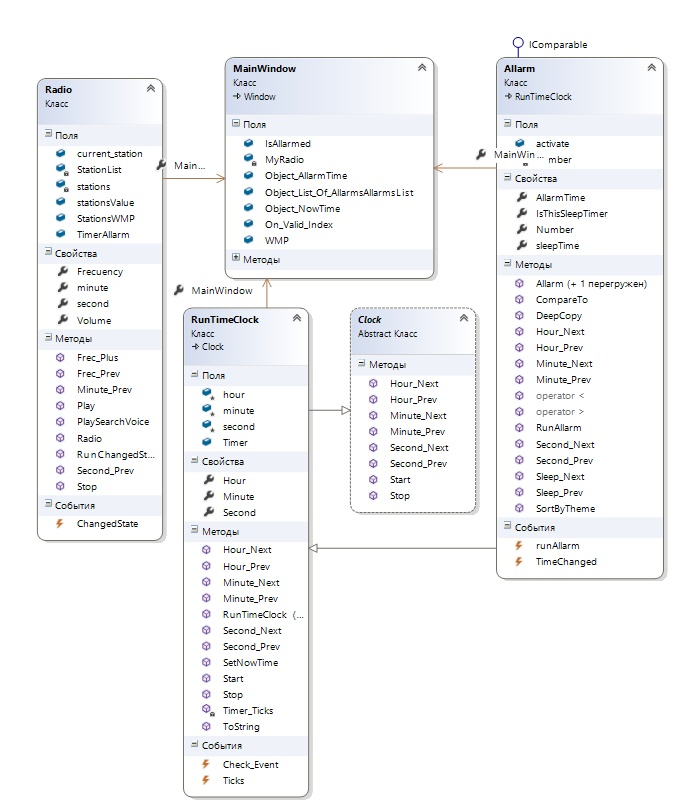 IComparable
Radio
Класс
Поля
current_station
StationList
stations
stationsValue
StationsWMP
TimerAllarm
Свойства
Frecuency
minute
second
Volume
Методы
Frec_Plus
Frec_Prev
Minute_Prev
Play
PlaySearchVoice
Radio
RunChangedSt...
Second_Prev
Stop
События
ChangedState
Main...
MainWindow
Класс
Window
Поля
IsAllarmed
MyRadio
Object_AllarmTime
Object_List_Of_AllarmsAllarmsList
Object_NowTime
On_Valid_Index
WMP
Методы
MainWin...
Allarm
Класс
RunTimeClock
Поля
activate
mber
Свойства
AllarmTime
IsThisSleepTimer
Number
sleepTime
Методы
Allarm (+ 1 перегружен)
CompareTo
DeepCopy
Hour_Next
Hour_Prev
Minute_Next
Minute_Prev
operator <
operator >
RunAllarm
Second_Next
Second_Prev
Sleep_Next
Sleep_Prev
SortByTheme
События
runAllarm
TimeChanged
MainWindow
RunTimeClock
Класс
Clock
Поля
hour
minute
second
Timer
Свойства
Hour
Minute
Second
Методы
Hour_Next
Hour_Prev
Minute_Next
Minute_Prev
RunTimeClock (...
Second_Next
Second_Prev
SetNowTime
Start
Stop
Timer_Ticks
ToString
События
Check_Event
Ticks
Clock
Abstract Класс
Методы
Hour_Next
Hour_Prev
Minute_Next
Minute_Prev
Second_Next
Second_Prev
Start
Stop